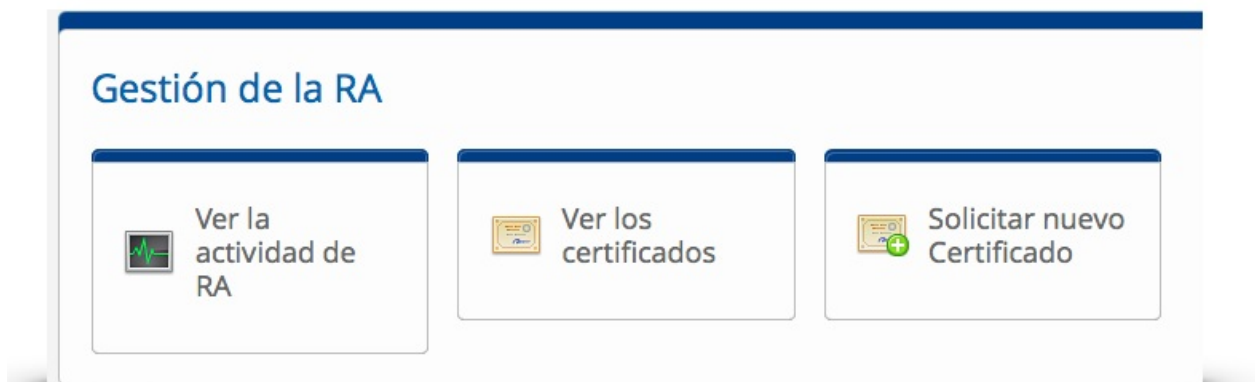 Gestión de la RA
Ver la
actividad de
RA
Ver los
certificados
Solicitar nuevo
Certificado